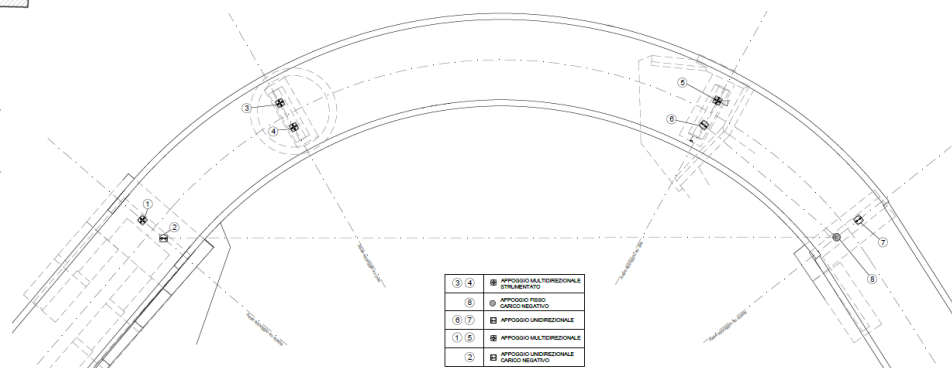 5
3
6
4
1
2
7
8
3 4 APPOGGIO MULTIDIREZIONALE
STRUMENTATO
8 APPOGGIO FISSO
CARICO NEGATIVO
6 7 APPOGGIO UNIDIREZIONALE
1 5 APPOGGIO MULTIDIREZIONALE
2 APPOGGIO UNIDIREZIONALE
CARICO NEGATIVO